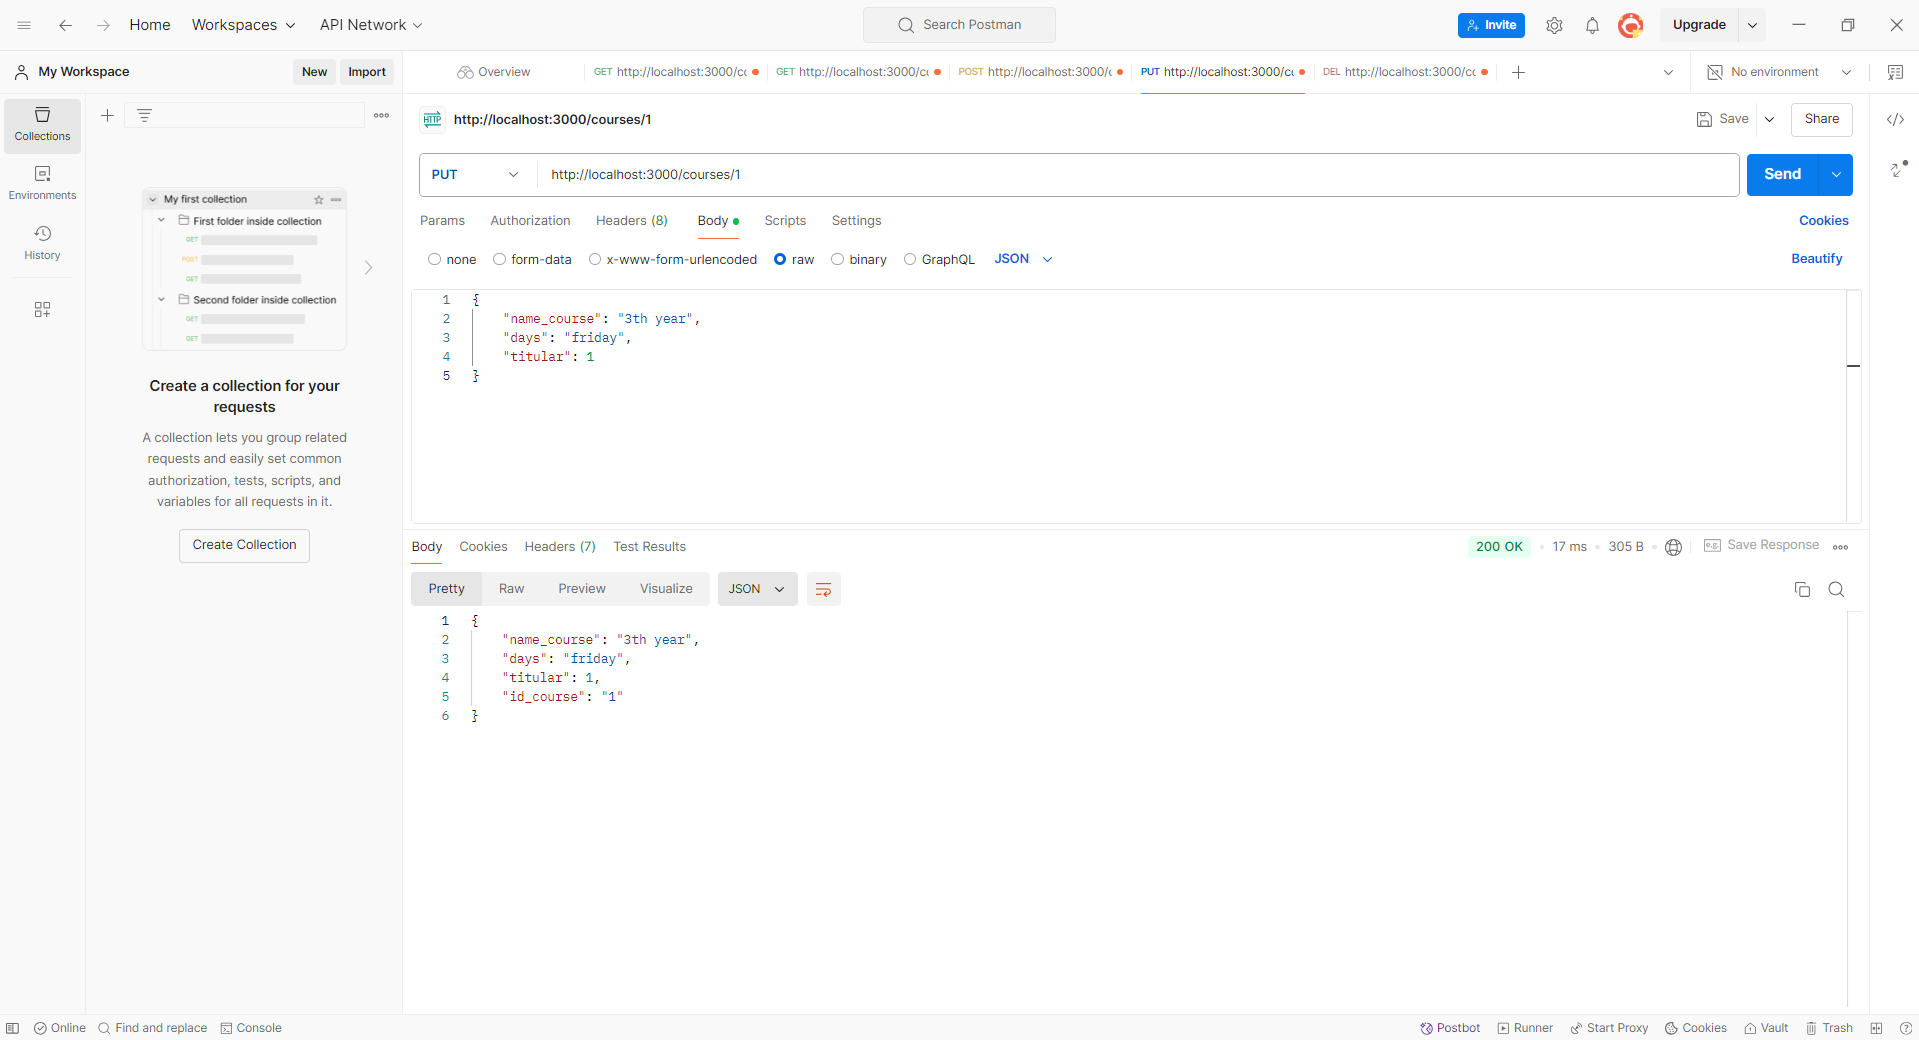 Home Workspaces API Network Search Postman Invite Upgrade
My Workspace New Import Overview GET http://localhost:3000/cc GET http://localhost:3000/cc POST http://localhost:3000/c PUT http://localhost:3000/cc DEL http://localhost:3000/cc No environment
Collections
Environments
History
My first collection
First folder inside collection
GET
POST
GET
Second folder inside collection
GET
GET
Create a collection for your
requests
A collection lets you group related
requests and easily set common
authorization, tests, scripts, and
variables for all requests in it.
Create Collection
HTTP http://localhost:3000/courses/1 Save Share
PUT http://localhost:3000/courses/1 Send
Params Authorization Headers (8) Body Scripts Settings Cookies
none form-data x-www-form-urlencoded raw binary GraphQL JSON Beautify
1 {
2 "name_course": "3th year",
3 "days": "friday",
4 "titular": 1
5 }
Body Cookies Headers (7) Test Results 200 OK 17 ms 305 B e.g. Save Response
Pretty Raw Preview Visualize JSON
1 {
2 "name_course": "3th year",
3 "days": "friday",
4 "titular": 1,
5 "id_course": "1"
6 }
Online Find and replace Console Postbot Runner Start Proxy Cookies Vault Trash